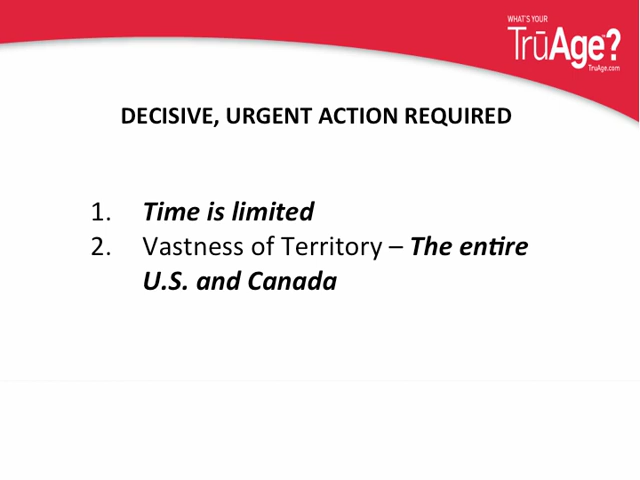 WHAT'S YOUR
TrūAge?
TruAge.com
DECISIVE, URGENT ACTION REQUIRED
1. Time is limited
2. Vastness of Territory – The entire
U.S. and Canada